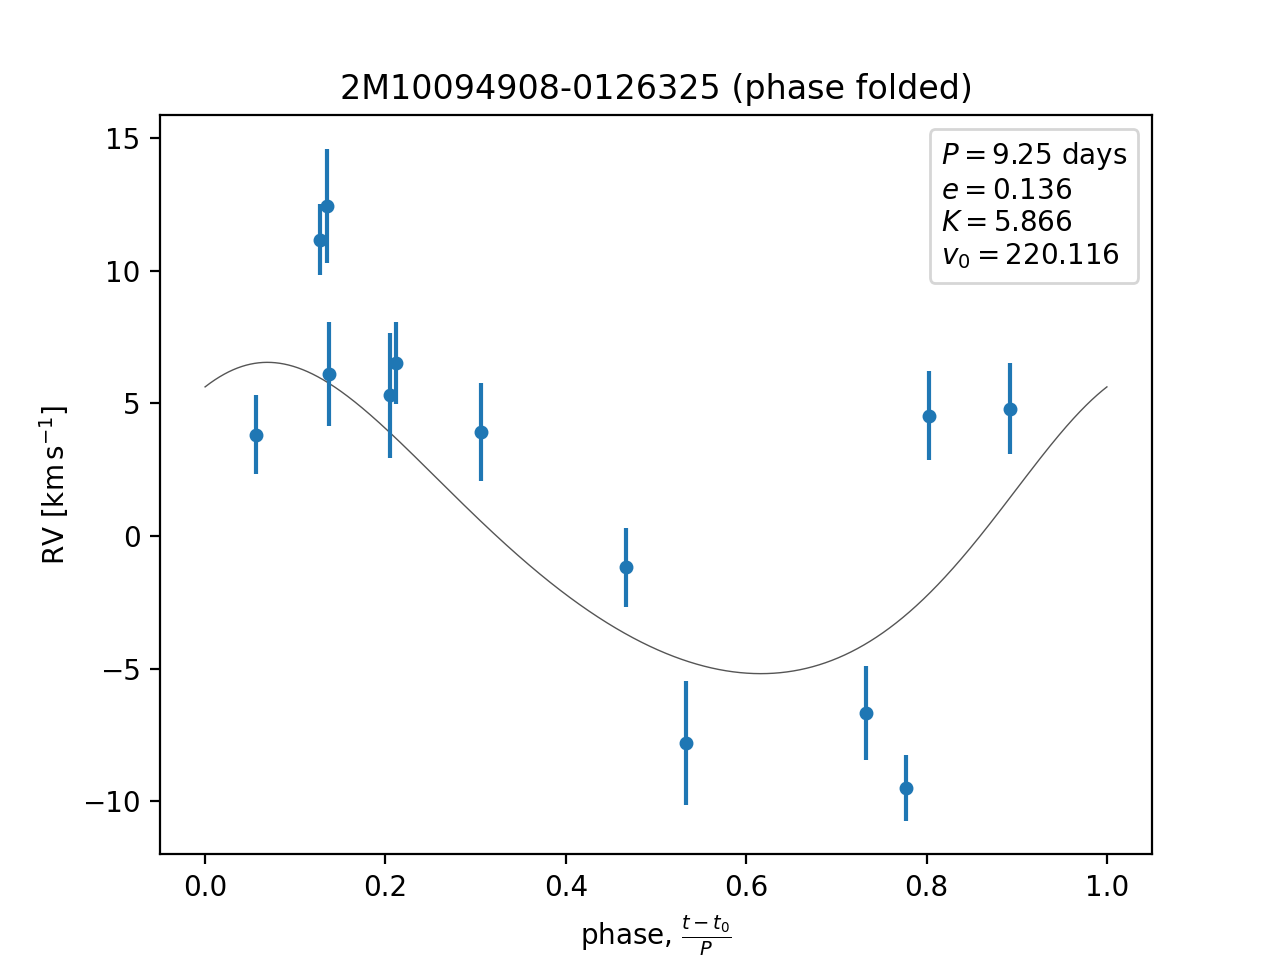 2M10094908-0126325 (phase folded)
P = 9.25 days
e = 0.136
K = 5.866
v₀ = 220.116
RV [km s⁻¹]
15
10
5
0
−5
−10
0.0 0.2 0.4 0.6 0.8 1.0
phase, (t − t₀)/P